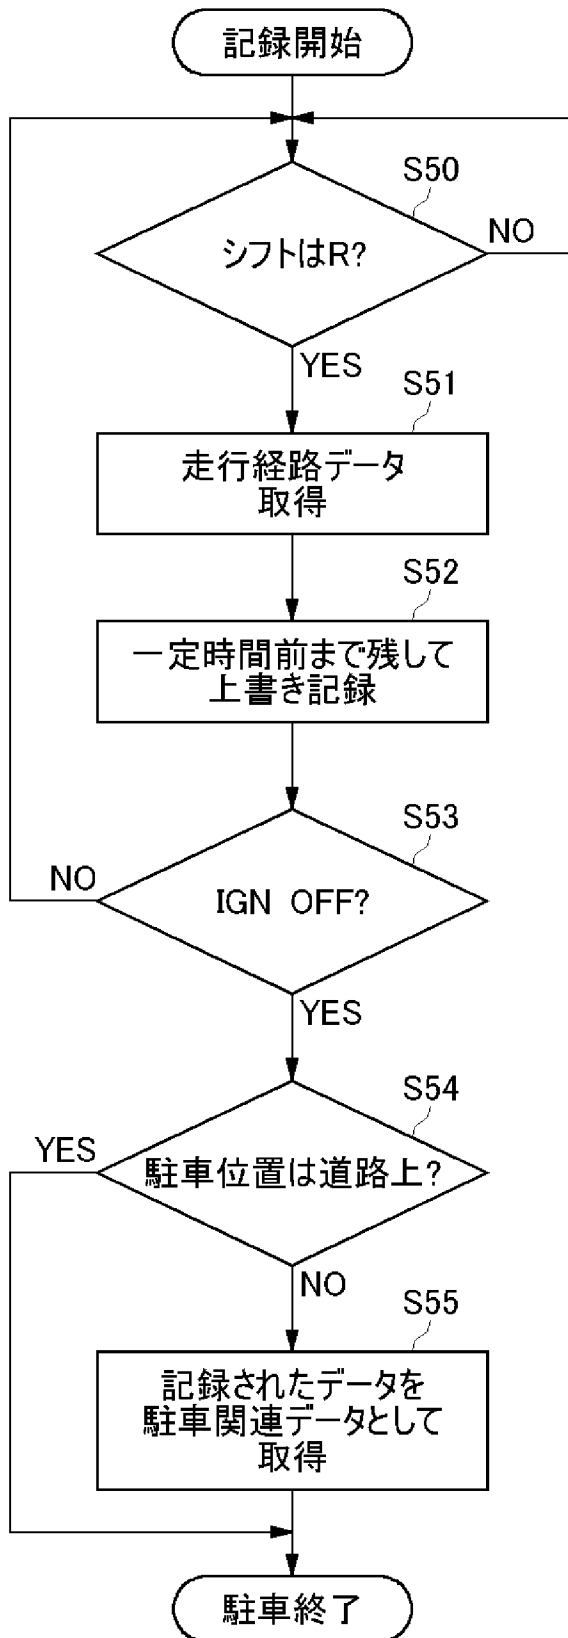 記録開始
S50
シフトはR?
NO
YES
S51
走行経路データ
取得
S52
一定時間前まで残して
上書き記録
S53
NO
IGN OFF?
YES
S54
YES
駐車位置は道路上?
NO
S55
記録されたデータを
駐車関連データとして
取得
駐車終了